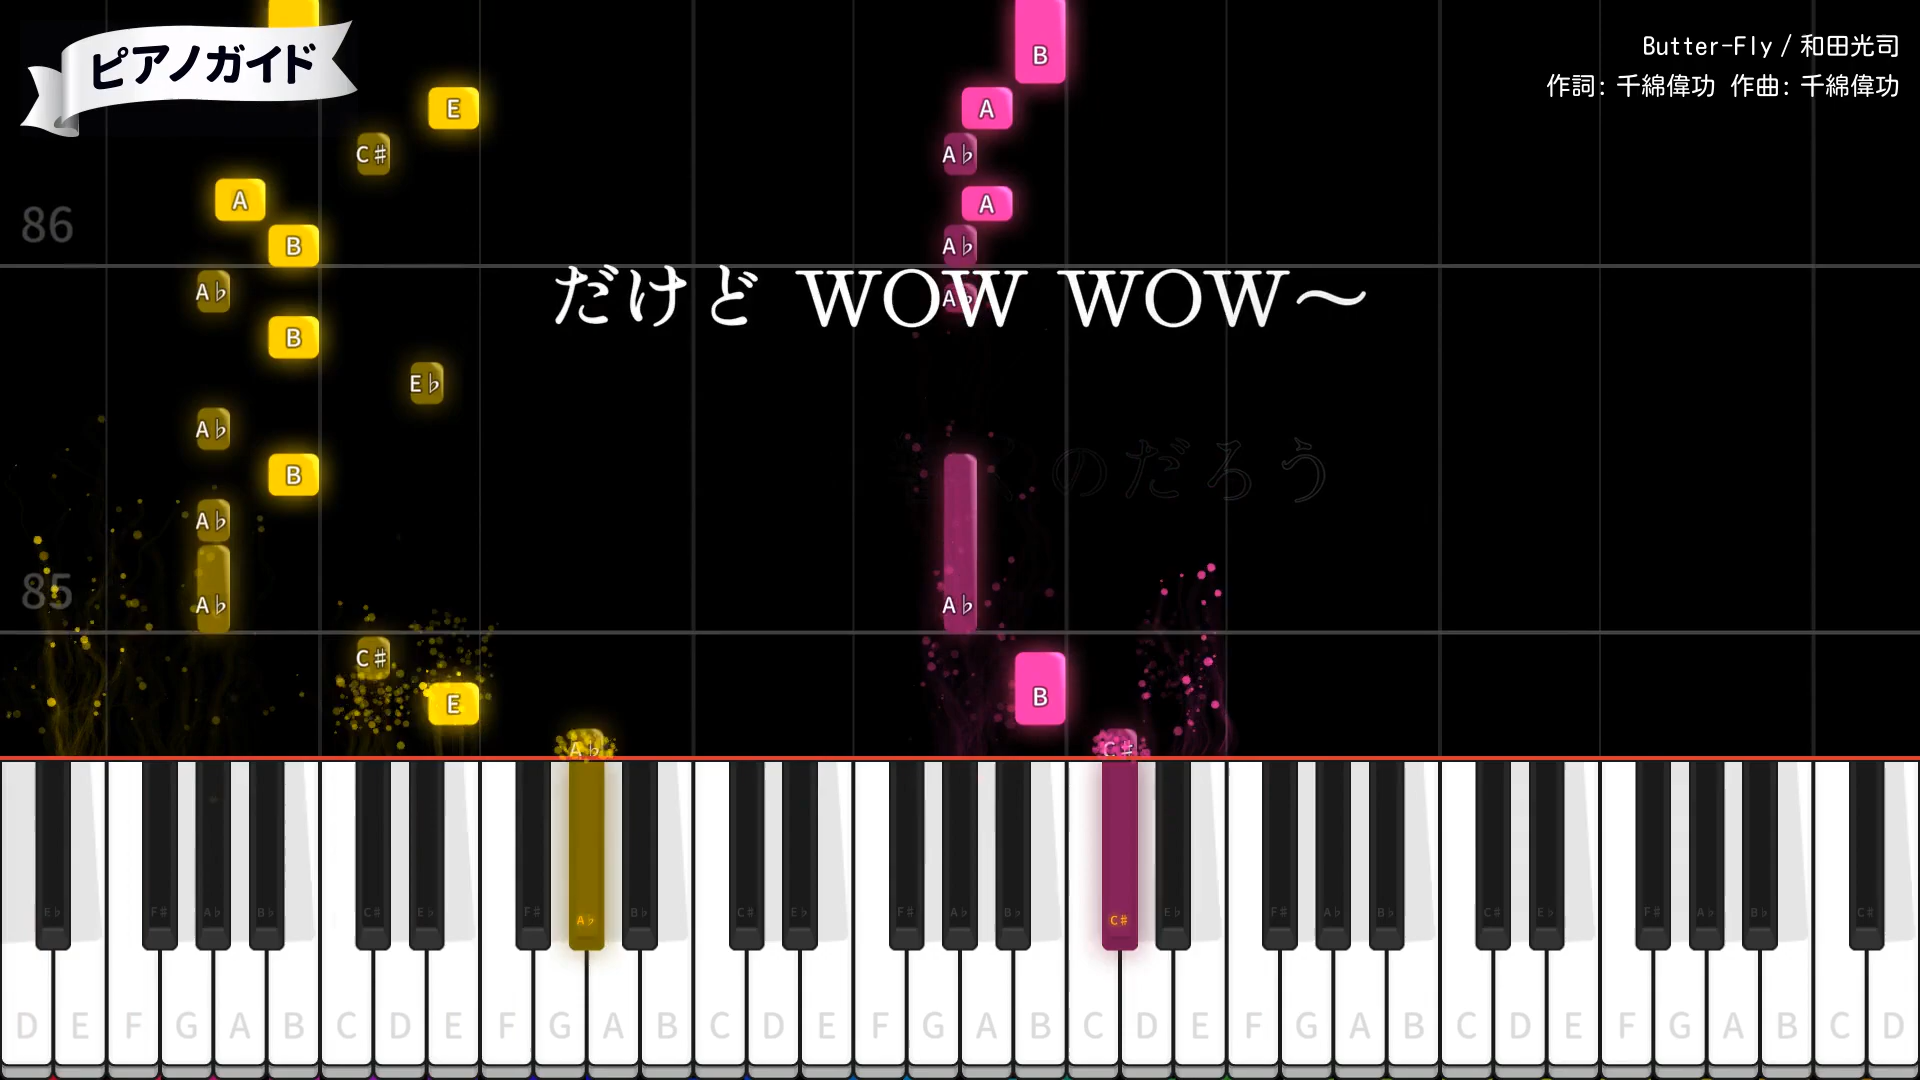 ピアノガイド
Butter-Fly / 和田光司
作詞: 千綿偉功 作曲: 千綿偉功
B
E A
C♯ A♭
A A
86
B A♭
だけど WOW WOW〜
A♭ A♭
B
E♭
A♭
のだろう
B
A♭
85
A♭ A♭
C♯
E B
A♭ C♯
E♭ F♯ A♭ B♭ C♯ E♭ F♯ A♭ B♭ C♯ E♭ F♯ A♭ B♭ C♯ E♭ F♯ A♭ B♭ C♯ E♭ F♯ A♭ B♭ C♯
D E F G A B C D E F G A B C D E F G A B C D E F G A B C D E F G A B C D